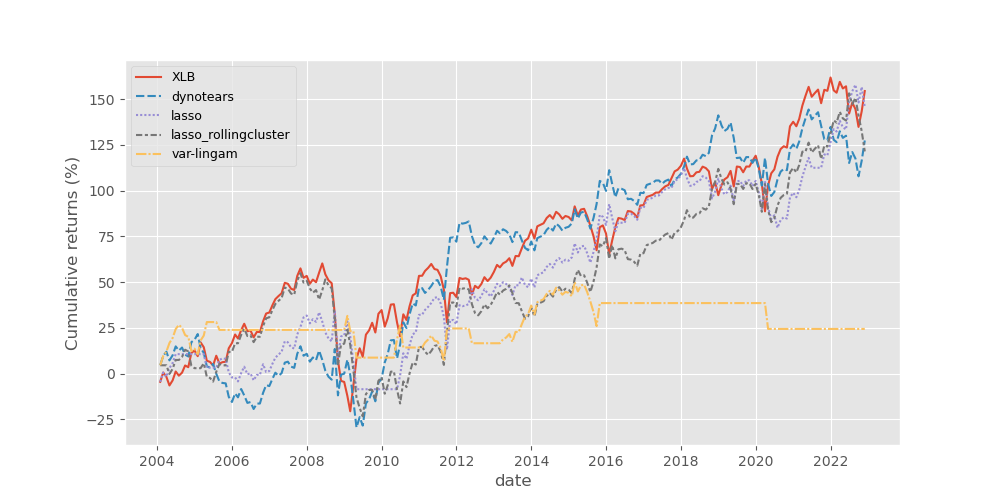 XLB
dynotears
lasso
lasso_rollingcluster
var-lingam
Cumulative returns (%)
150
125
100
75
50
25
0
−25
2004 2006 2008 2010 2012 2014 2016 2018 2020 2022
date